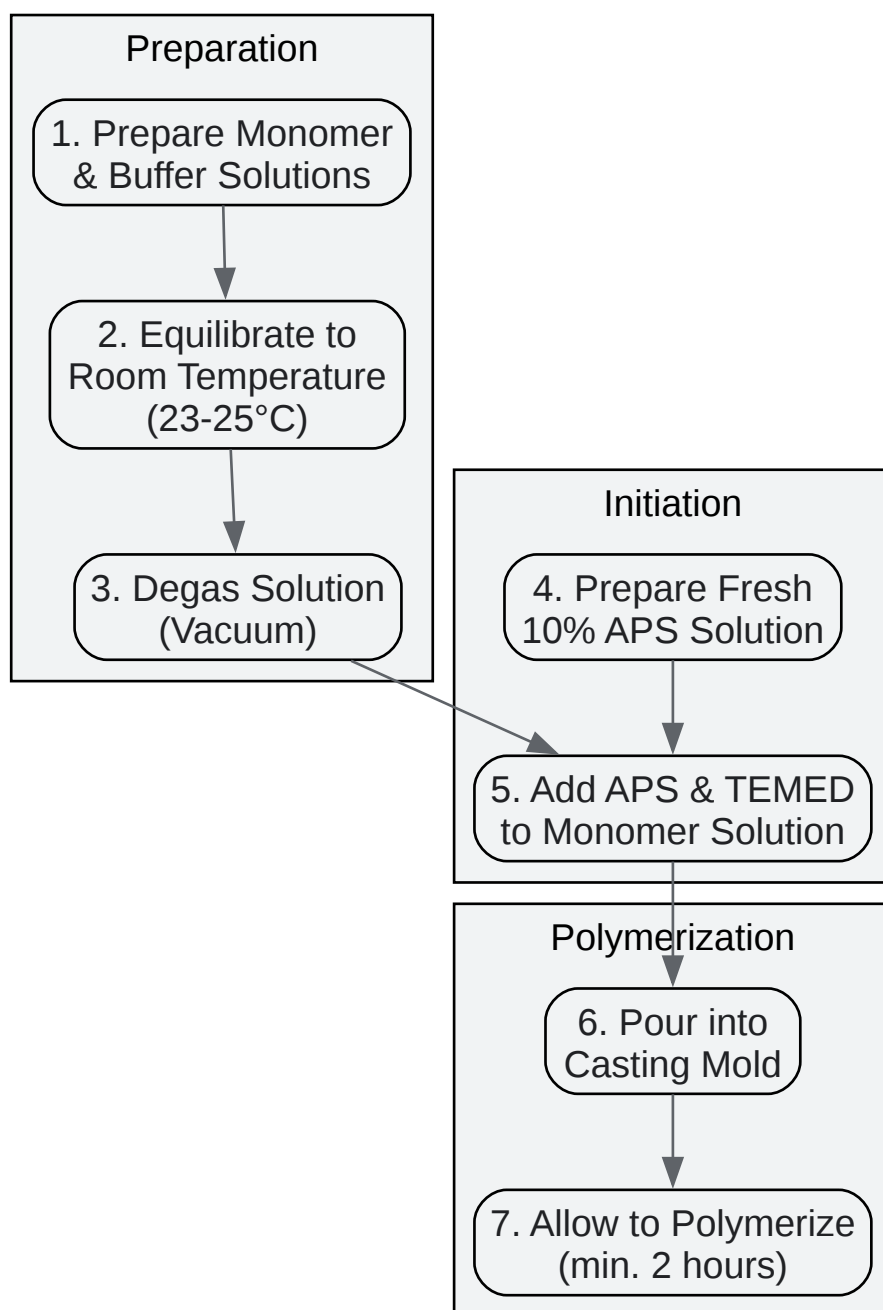 Preparation
1. Prepare Monomer
& Buffer Solutions
2. Equilibrate to
Room Temperature
(23-25°C)
3. Degas Solution
(Vacuum)
Initiation
4. Prepare Fresh
10% APS Solution
5. Add APS & TEMED
to Monomer Solution
Polymerization
6. Pour into
Casting Mold
7. Allow to Polymerize
(min. 2 hours)